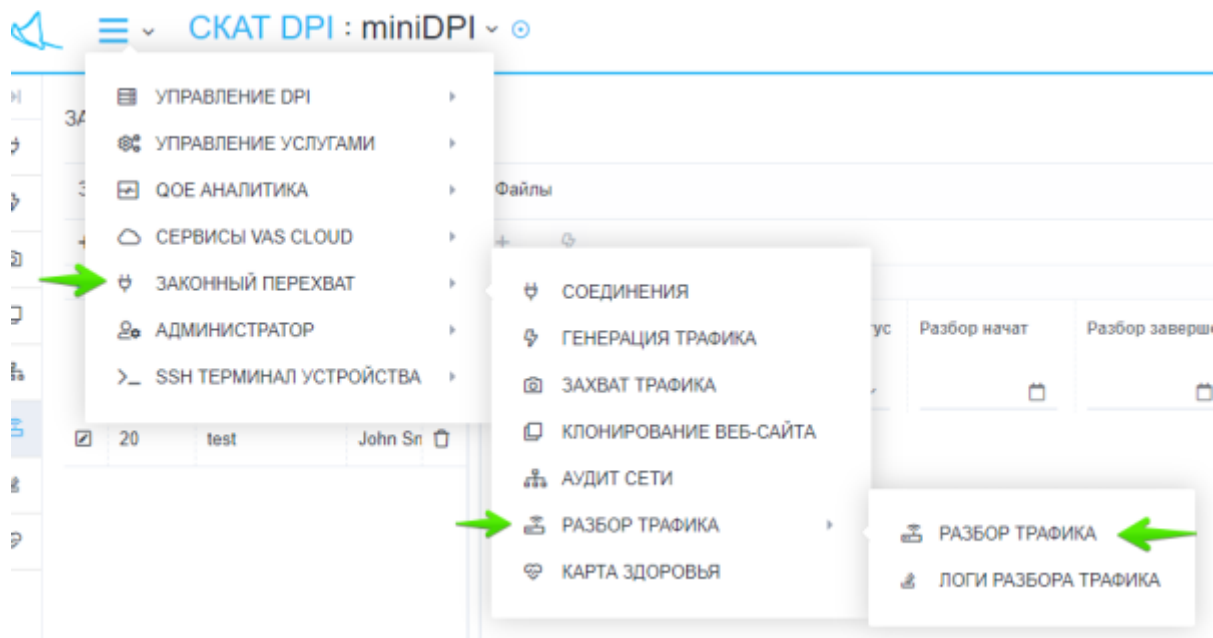 СКАТ DPI : miniDPI
УПРАВЛЕНИЕ DPI
УПРАВЛЕНИЕ УСЛУГАМИ
QOE АНАЛИТИКА
Файлы
СЕРВИСЫ VAS CLOUD
ЗАКОННЫЙ ПЕРЕХВАТ
СОЕДИНЕНИЯ
АДМИНИСТРАТОР
ГЕНЕРАЦИЯ ТРАФИКА
Разбор начат
Разбор
SSH ТЕРМИНАЛ УСТРОЙСТВА
ЗАХВАТ ТРАФИКА
20 test John
КЛОНИРОВАНИЕ ВЕБ-САЙТА
АУДИТ СЕТИ
РАЗБОР ТРАФИКА
РАЗБОР ТРАФИКА
КАРТА ЗДОРОВЬЯ
ЛОГИ РАЗБОРА ТРАФИКА